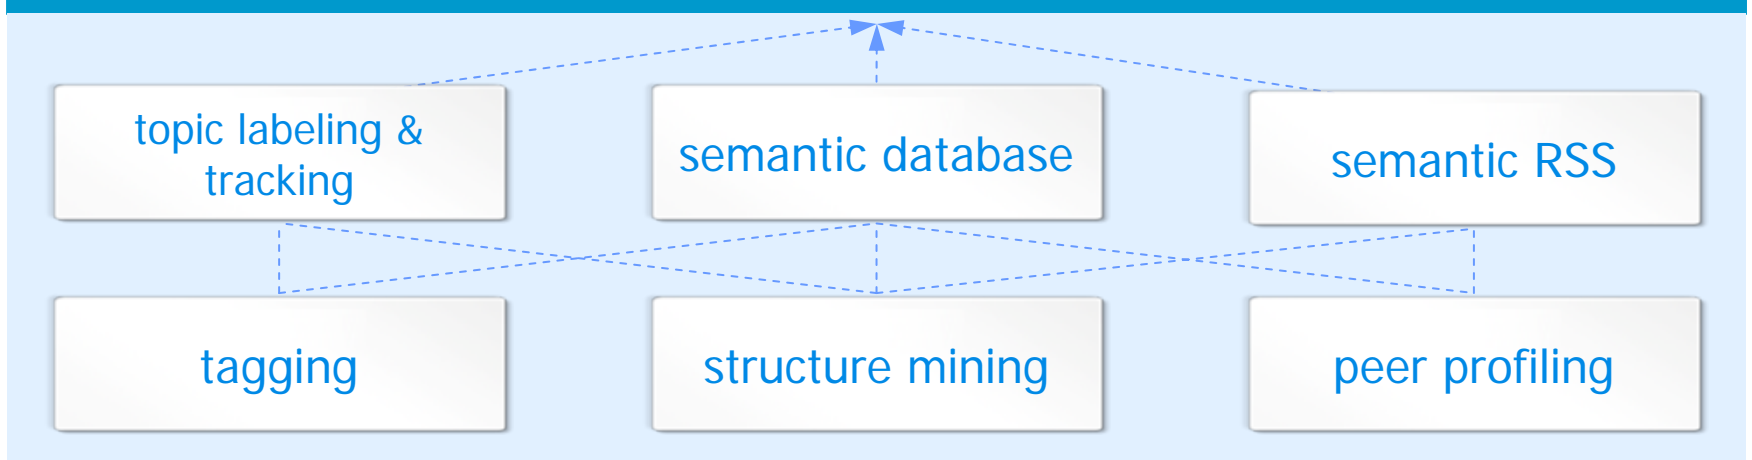 topic labeling &
tracking
semantic database
semantic RSS
tagging
structure mining
peer profiling